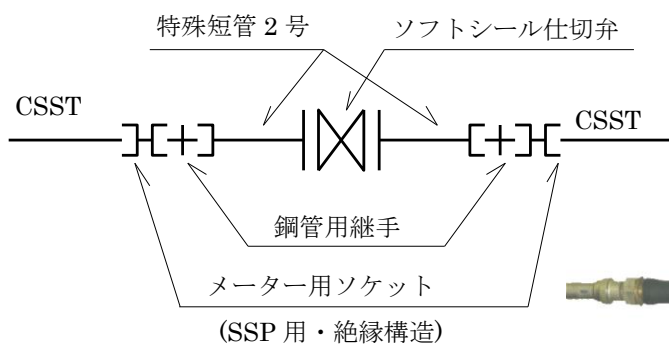 特殊短管 2 号
ソフトシール仕切弁
CSST
CSST
鋼管用継手
メーター用ソケット
(SSP 用・絶縁構造)